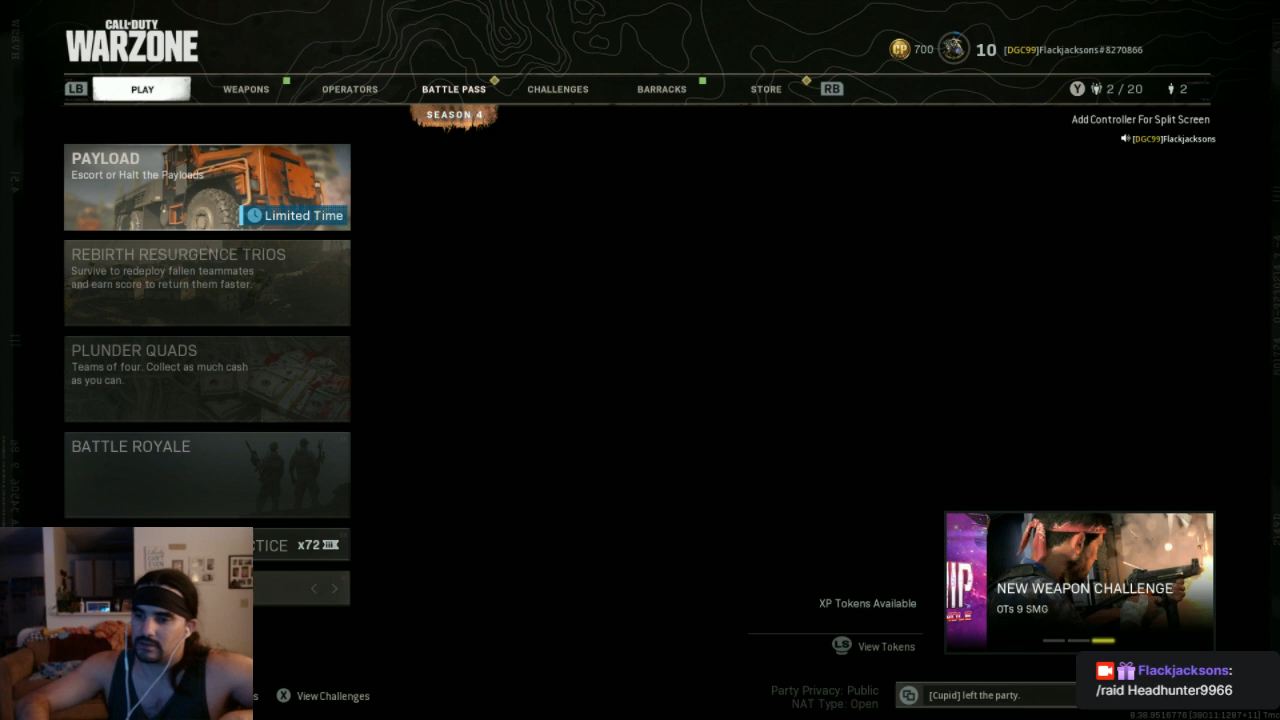 CALL OF DUTY
WARZONE
CP 700 10 [DGC99]Flackjacksons#8270866
LB PLAY WEAPONS OPERATORS BATTLE PASS CHALLENGES BARRACKS STORE RB Y 2 / 20 2
SEASON 4
Add Controller For Split Screen
[DGC99]Flackjacksons
PAYLOAD
Escort or Halt the Payloads
Limited Time
REBIRTH RESURGENCE TRIOS
Survive to redeploy fallen teammates
and earn score to return them faster.
PLUNDER QUADS
Teams of four. Collect as much cash
as you can.
BATTLE ROYALE
CTICE x72
NEW WEAPON CHALLENGE
OTs 9 SMG
XP Tokens Available
LS View Tokens
Flackjacksons:
/raid Headhunter9966
s X View Challenges
Party Privacy: Public
NAT Type: Open
[Cupid] left the party.